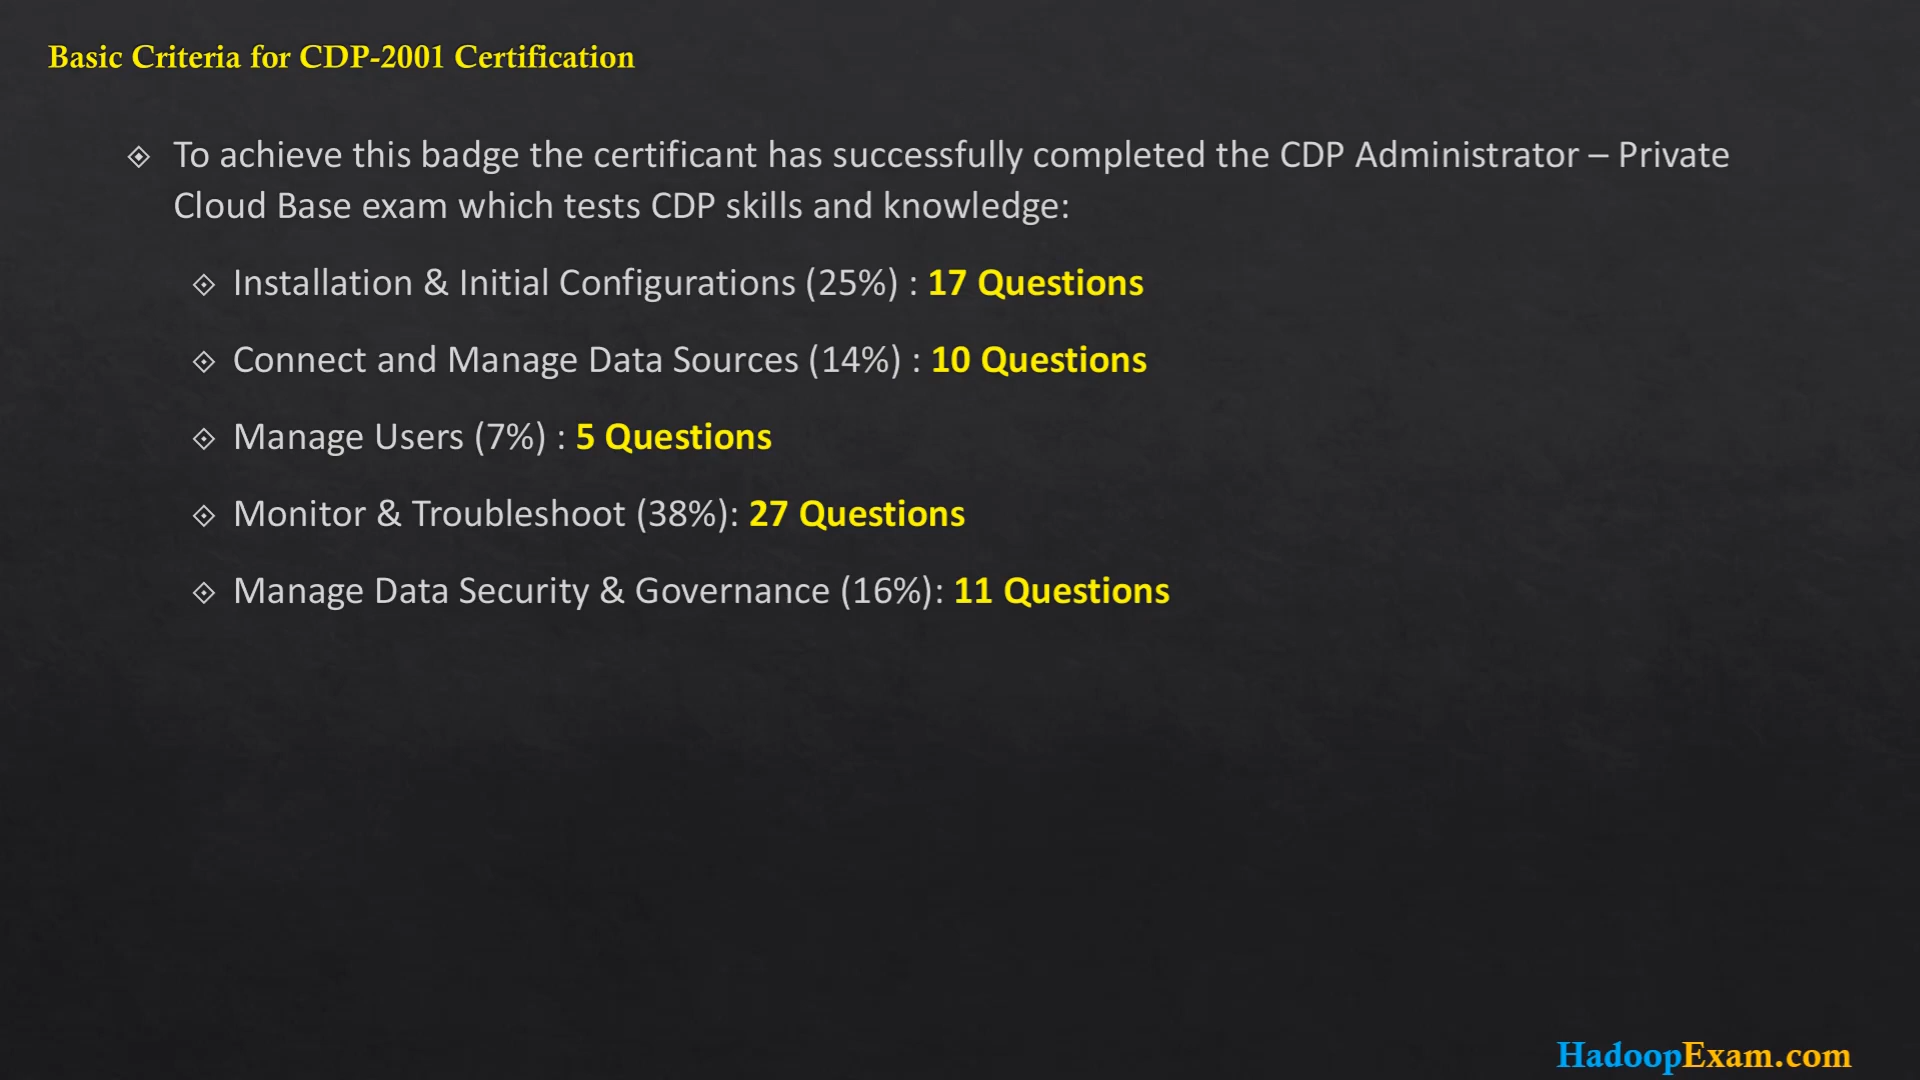 Basic Criteria for CDP-2001 Certification
To achieve this badge the certificant has successfully completed the CDP Administrator – Private
Cloud Base exam which tests CDP skills and knowledge:
Installation & Initial Configurations (25%) : 17 Questions
Connect and Manage Data Sources (14%) : 10 Questions
Manage Users (7%) : 5 Questions
Monitor & Troubleshoot (38%): 27 Questions
Manage Data Security & Governance (16%): 11 Questions
HadoopExam.com